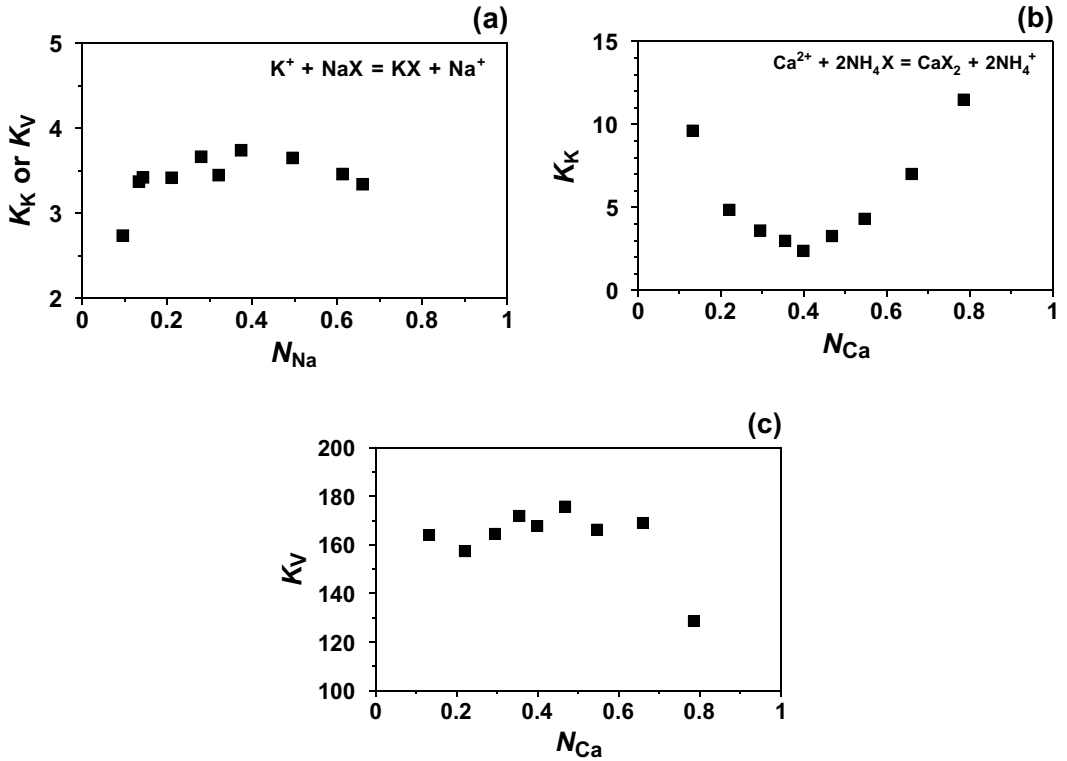 (a)
5
4
3
2
K_K or K_V
K⁺ + NaX = KX + Na⁺
0 0.2 0.4 0.6 0.8 1
N_Na
(b)
15
10
5
0
K_K
Ca²⁺ + 2NH₄X = CaX₂ + 2NH₄⁺
0 0.2 0.4 0.6 0.8 1
N_Ca
(c)
200
180
160
140
120
100
K_V
0 0.2 0.4 0.6 0.8 1
N_Ca